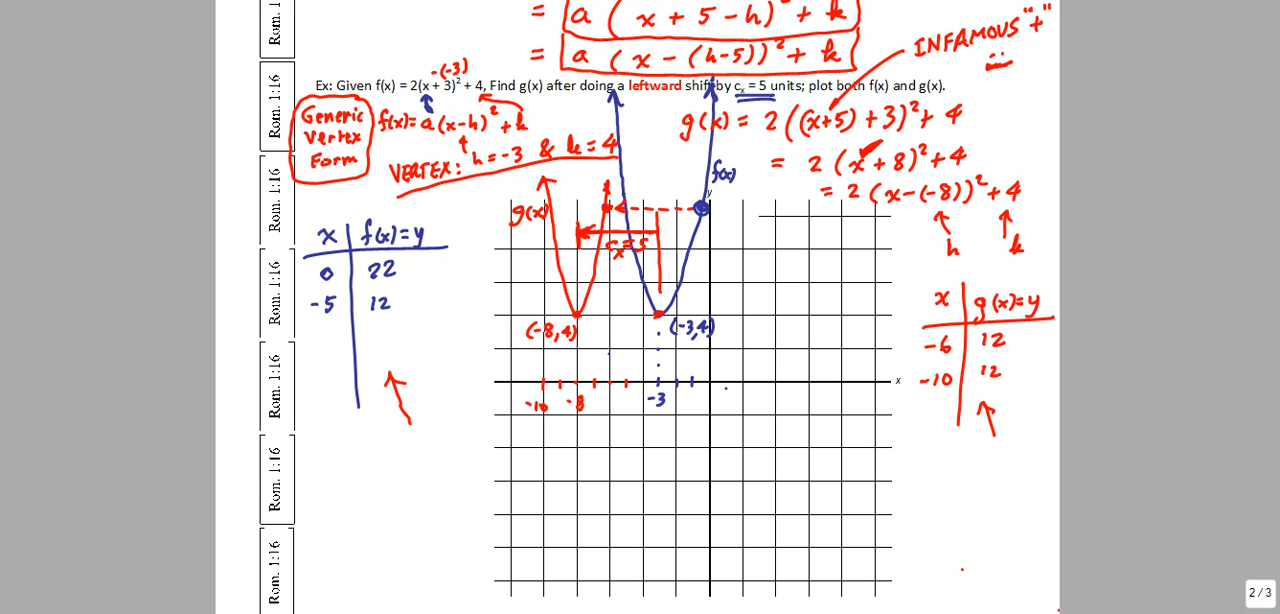 = a (x + 5 - h)² + k
= a (x - (h-5))² + k
INFAMOUS "+"
-(-3)
Ex: Given f(x) = 2(x + 3)² + 4, Find g(x) after doing a leftward shift by cₓ = 5 units; plot both f(x) and g(x).
Generic
Vertex
Form
f(x)=a(x-h)²+k
VERTEX: h=-3 & k=4
g(x) = 2((x+5)+3)²+4
= 2(x+8)²+4
= 2(x-(-8))²+4
h
k
f(x)
y
g(x)
cₓ=5
(-8,4)
(-3,4)
x
-10
-8
-3
x f(x)=y
0 22
-5 12
x g(x)=y
-6 12
-10 12
Rom. 1
Rom. 1:16
Rom. 1:16
Rom. 1:16
Rom. 1:16
Rom. 1:16
Rom. 1:16
2 / 3